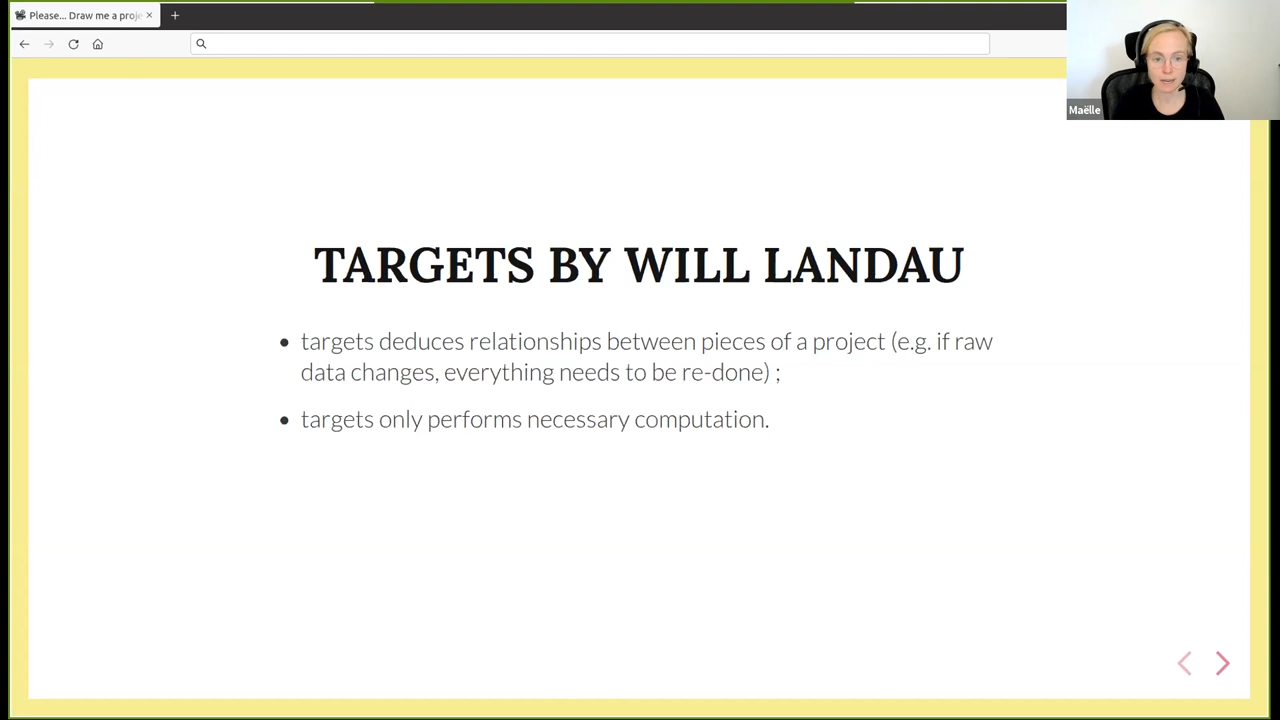 Please... Draw me a proje
Maëlle
TARGETS BY WILL LANDAU
targets deduces relationships between pieces of a project (e.g. if raw
data changes, everything needs to be re-done) ;
targets only performs necessary computation.